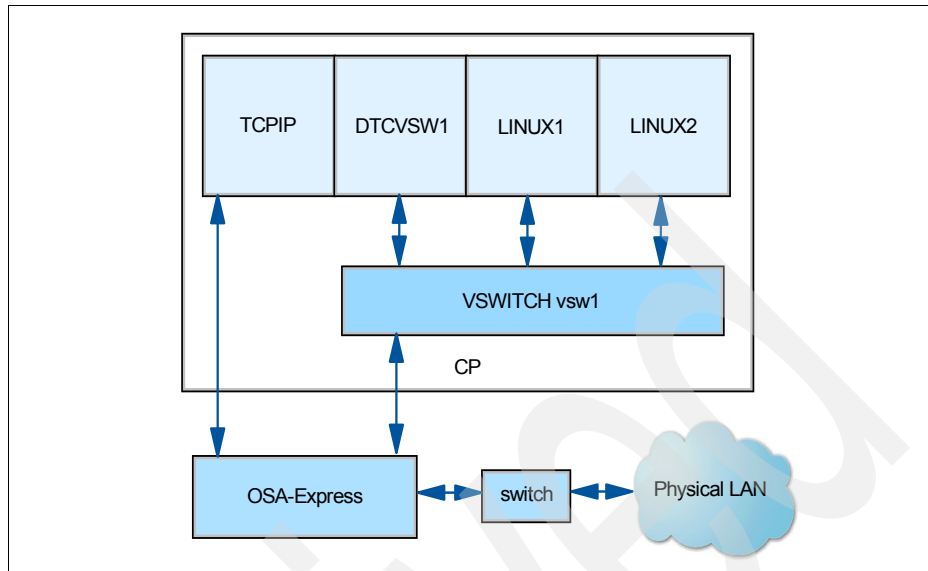 TCPIP
DTCVSW1
LINUX1
LINUX2
VSWITCH vsw1
CP
OSA-Express
switch
Physical LAN